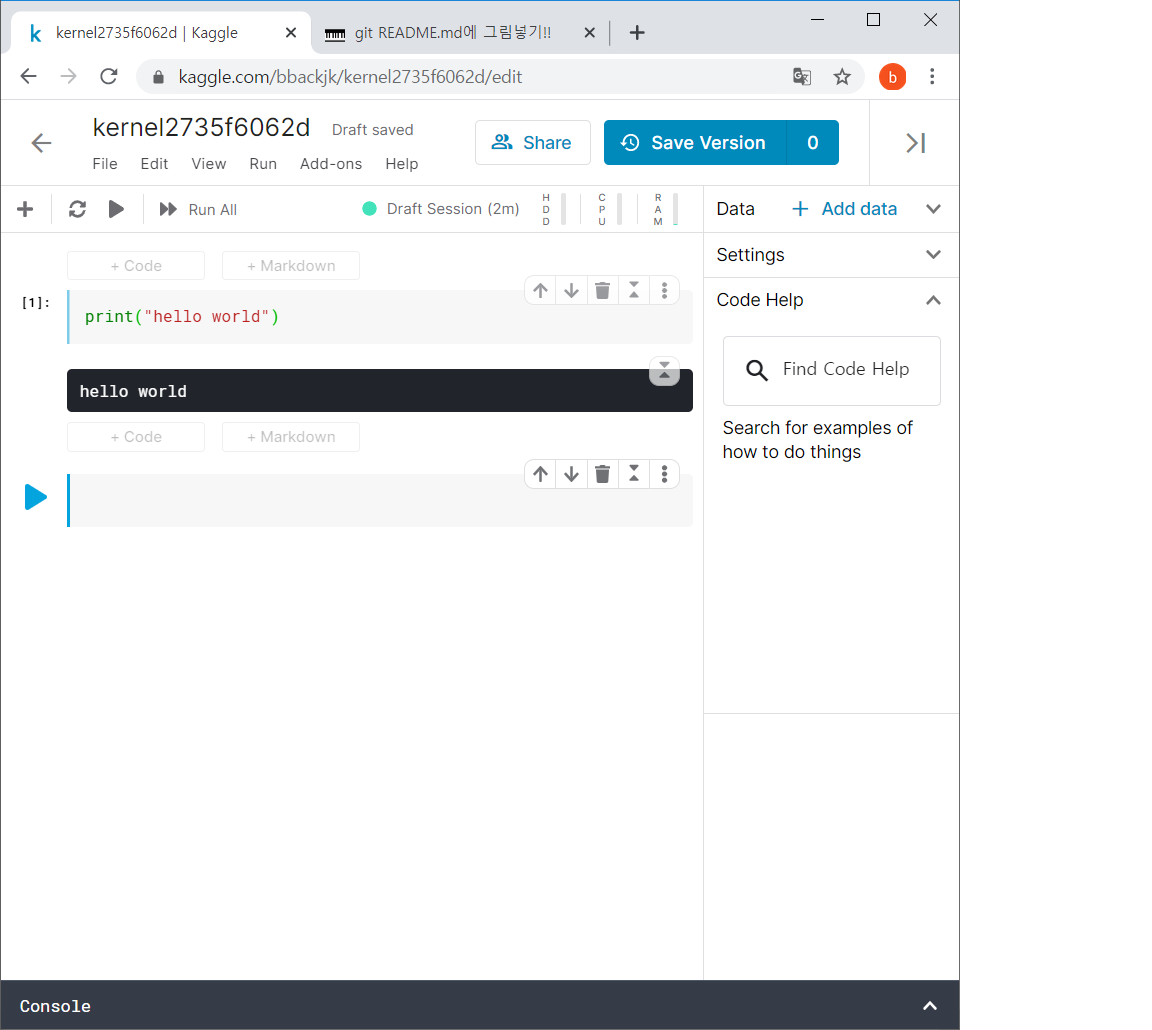 kernel2735f6062d | Kaggle
git README.md에 그림넣기!!
kaggle.com/bbackjk/kernel2735f6062d/edit
b
kernel2735f6062d Draft saved
File Edit View Run Add-ons Help
Share
Save Version 0
Run All
Draft Session (2m)
HDD
CPU
RAM
Data + Add data
Settings
Code Help
Find Code Help
Search for examples of
how to do things
+ Code + Markdown
[1]:
print("hello world")
hello world
+ Code + Markdown
Console